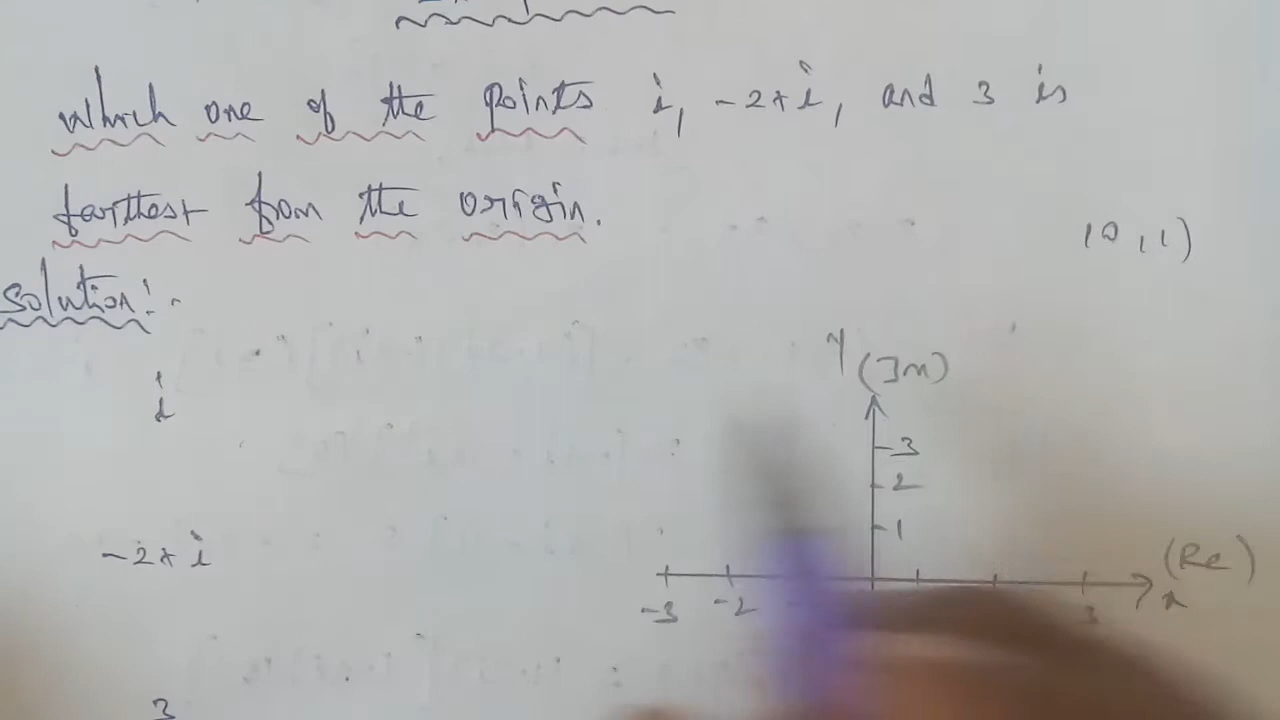 which one of the points i, -2+i, and 3 is
farthest from the origin.
(0,1)
Solution:-
Y (Im)
i
3
2
1
-2+i
(Re)
-3 -2 3 x
3